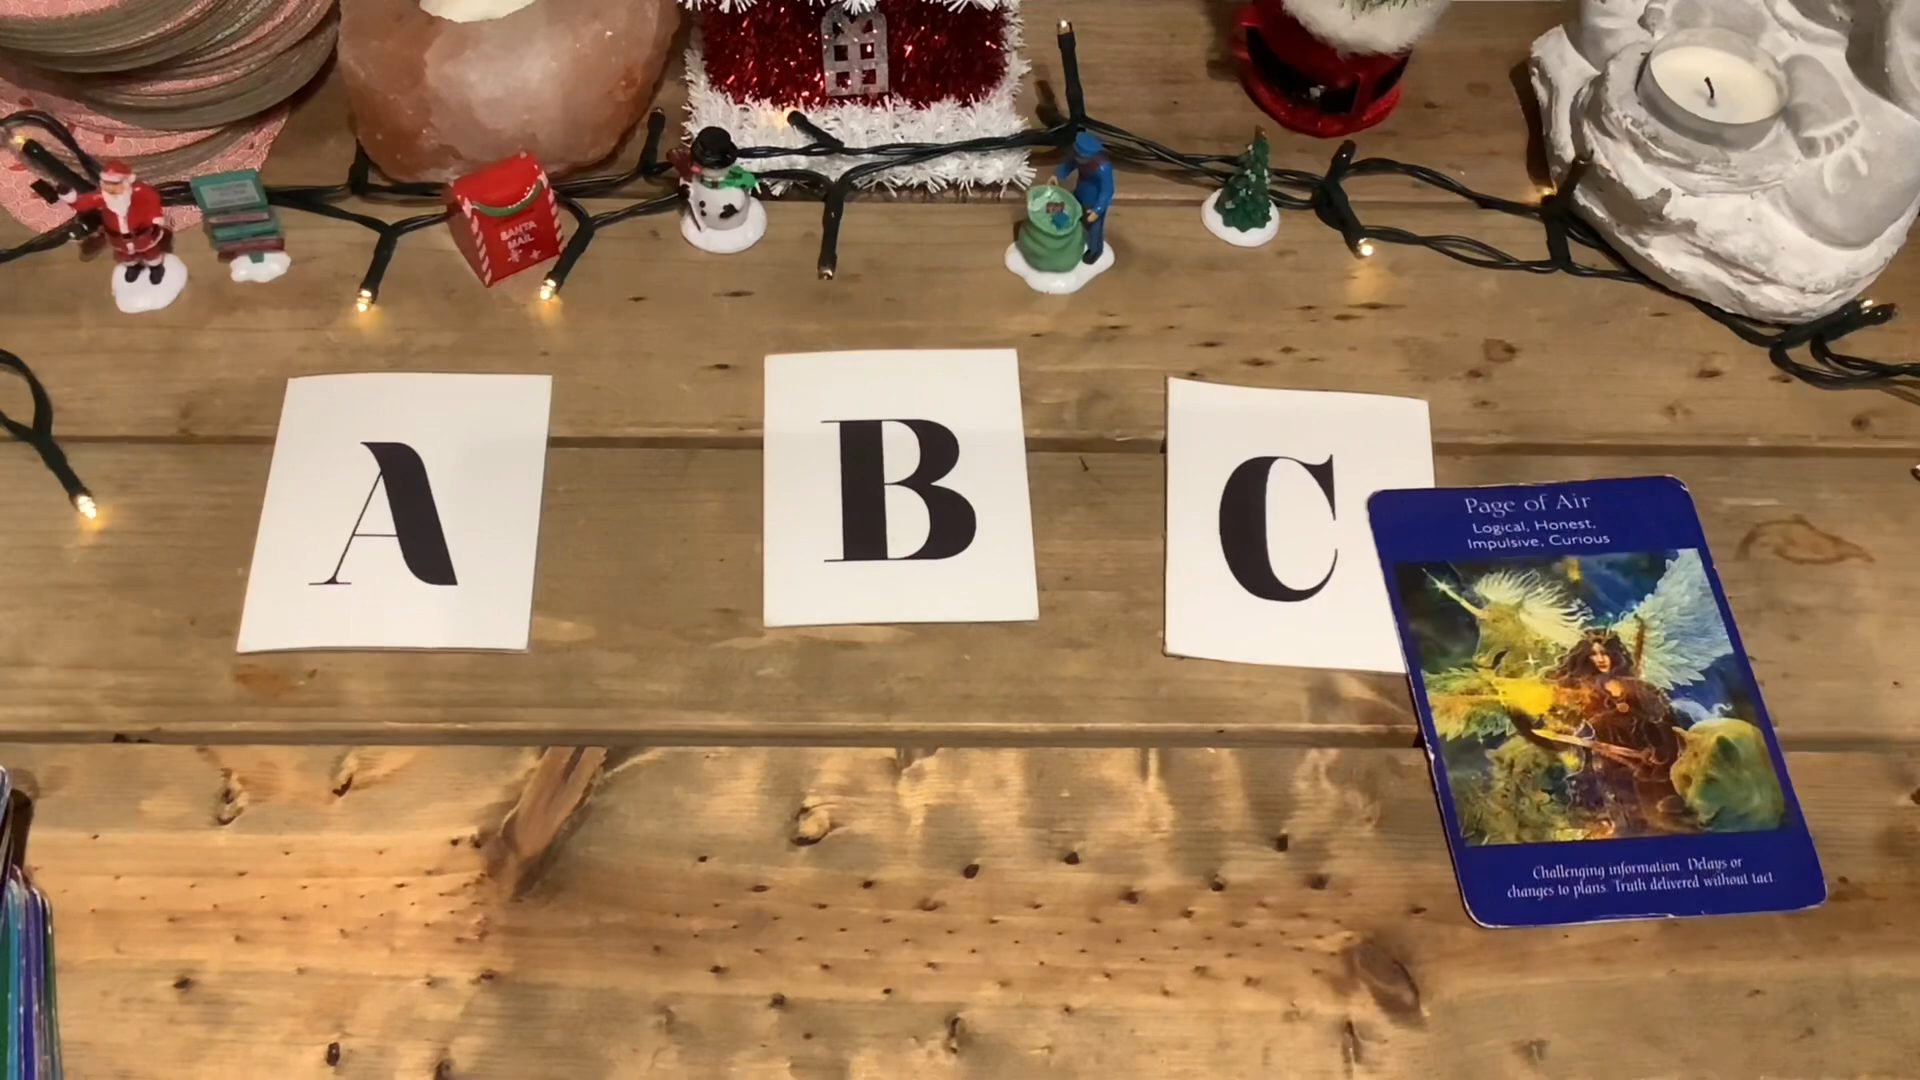 SANTA
MAIL
A
B
C
Page of Air
Logical, Honest,
Impulsive, Curious
Challenging information. Delays or
changes to plans. Truth delivered without tact.